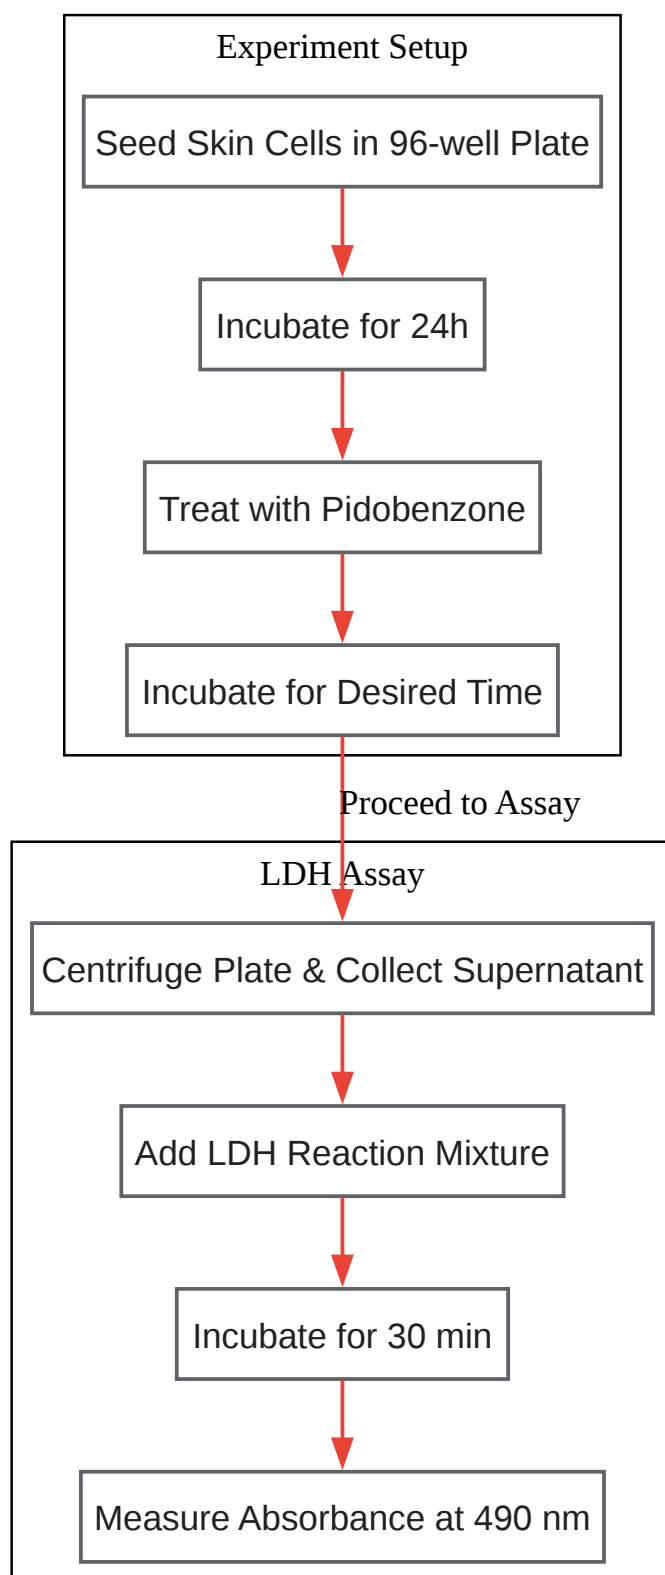 Experiment Setup
Seed Skin Cells in 96-well Plate
Incubate for 24h
Treat with Pidobenzone
Incubate for Desired Time
Proceed to Assay
LDH Assay
Centrifuge Plate & Collect Supernatant
Add LDH Reaction Mixture
Incubate for 30 min
Measure Absorbance at 490 nm